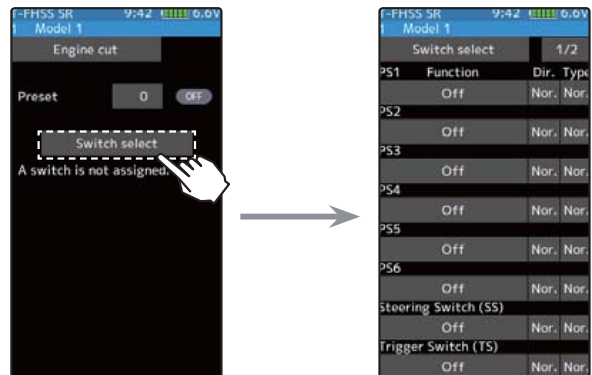 T-FHSS SR 9:42 6.6V
1 Model 1
Engine cut
Preset 0 OFF
Switch select
A switch is not assigned.
T-FHSS SR 9:42 6.6V
1 Model 1
Switch select 1/2
PS1 Function Dir. Type
Off Nor. Nor.
PS2
Off Nor. Nor.
PS3
Off Nor. Nor.
PS4
Off Nor. Nor.
PS5
Off Nor. Nor.
PS6
Off Nor. Nor.
Steering Switch (SS)
Off Nor. Nor.
Trigger Switch (TS)
Off Nor. Nor.